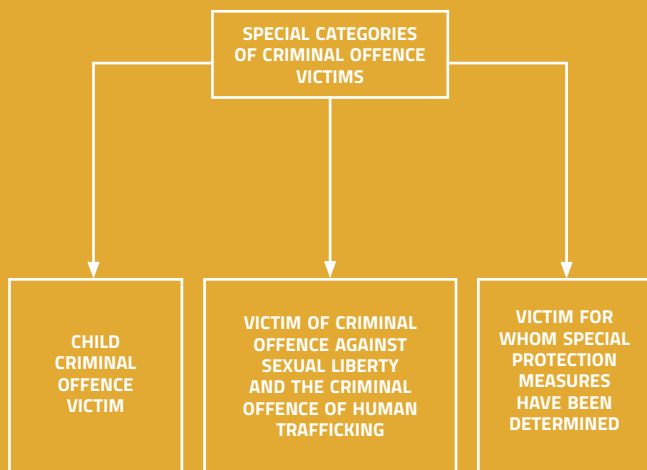 SPECIAL CATEGORIES
OF CRIMINAL OFFENCE
VICTIMS
CHILD
CRIMINAL
OFFENCE
VICTIM
VICTIM OF CRIMINAL
OFFENCE AGAINST
SEXUAL LIBERTY
AND THE CRIMINAL
OFFENCE OF HUMAN
TRAFFICKING
VICTIM FOR
WHOM SPECIAL
PROTECTION
MEASURES
HAVE BEEN
DETERMINED